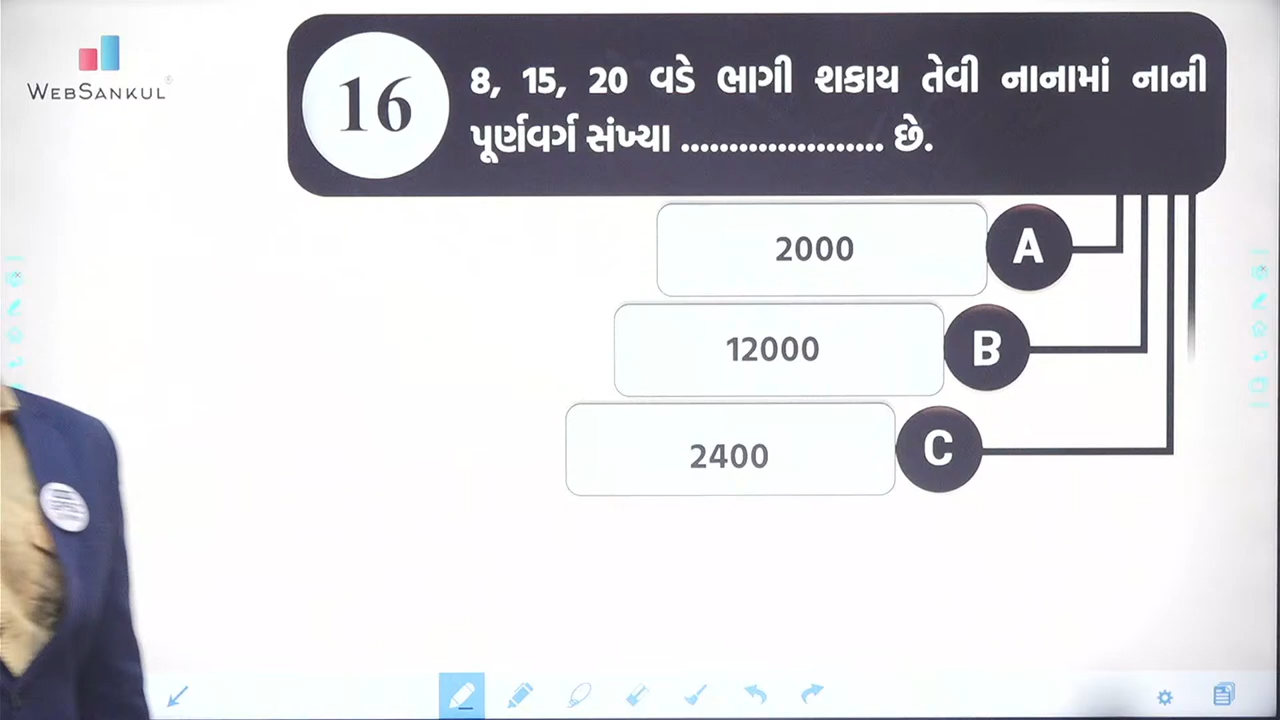 WEBSANKUL
16
8, 15, 20 વડે ભાગી શકાય તેવી નાનામાં નાની
પૂર્ણવર્ગ સંખ્યા ..................... છે.
2000 A
12000 B
2400 C